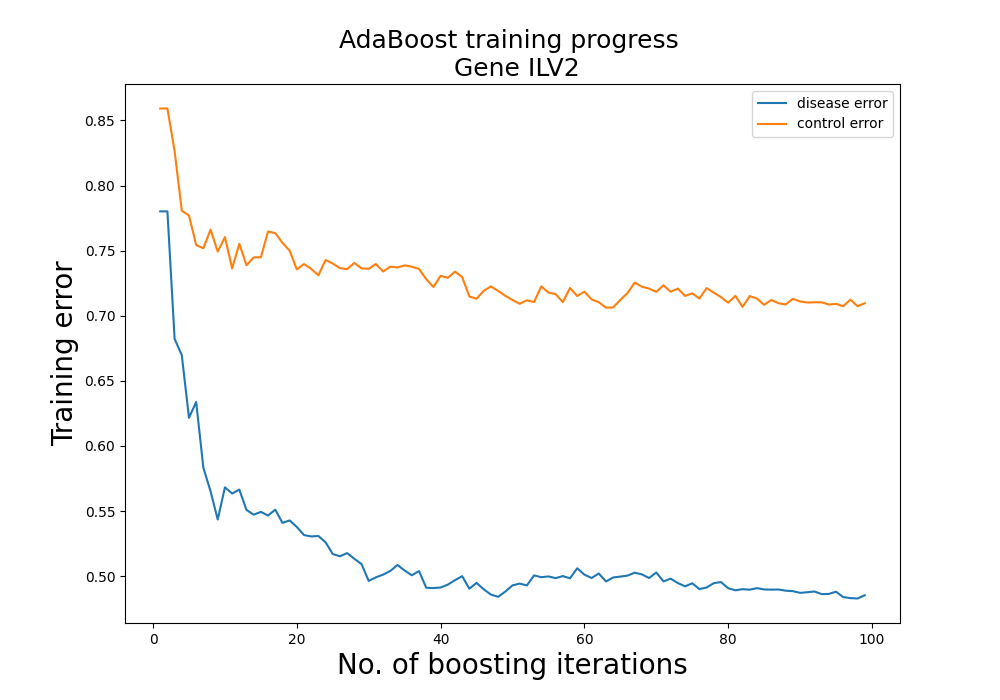 AdaBoost training progress
Gene ILV2
disease error
control error
Training error
0.85
0.80
0.75
0.70
0.65
0.60
0.55
0.50
0 20 40 60 80 100
No. of boosting iterations